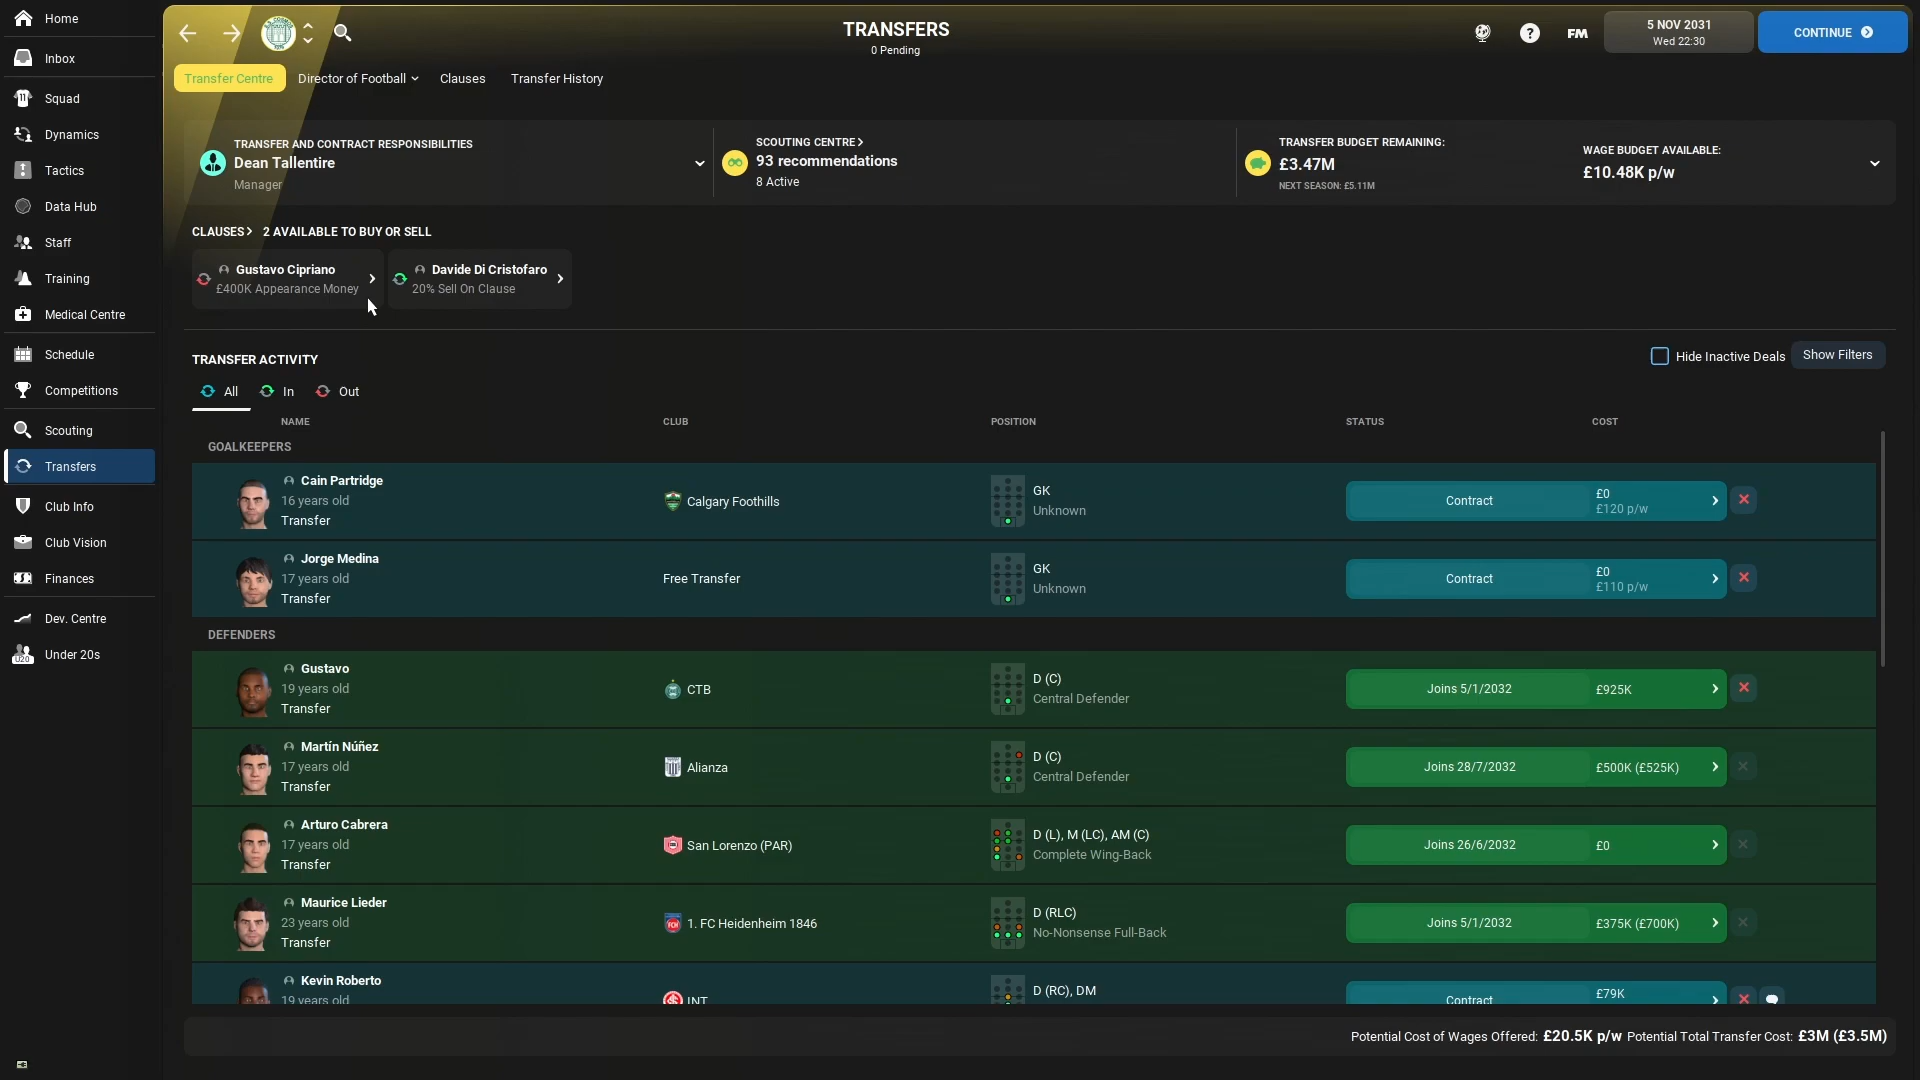 Home
Inbox
Squad
Dynamics
Tactics
Data Hub
Staff
Training
Medical Centre
Schedule
Competitions
Scouting
Transfers
Club Info
Club Vision
Finances
Dev. Centre
U20
Under 20s
TRANSFERS
0 Pending
?
FM
5 NOV 2031
Wed 22:30
CONTINUE
Transfer Centre
Director of Football
Clauses
Transfer History
TRANSFER AND CONTRACT RESPONSIBILITIES
Dean Tallentire
Manager
SCOUTING CENTRE
93 recommendations
8 Active
TRANSFER BUDGET REMAINING:
£3.47M
NEXT SEASON: £5.11M
WAGE BUDGET AVAILABLE:
£10.48K p/w
CLAUSES 2 AVAILABLE TO BUY OR SELL
Gustavo Cipriano
£400K Appearance Money
Davide Di Cristofaro
20% Sell On Clause
TRANSFER ACTIVITY
Hide Inactive Deals
Show Filters
All In Out
NAME CLUB POSITION STATUS COST
GOALKEEPERS
Cain Partridge
16 years old
Transfer
Calgary Foothills
GK
Unknown
Contract
£0
£120 p/w
Jorge Medina
17 years old
Transfer
Free Transfer
GK
Unknown
Contract
£0
£110 p/w
DEFENDERS
Gustavo
19 years old
Transfer
CTB
D (C)
Central Defender
Joins 5/1/2032
£925K
Martín Núñez
17 years old
Transfer
Alianza
D (C)
Central Defender
Joins 28/7/2032
£500K (£525K)
Arturo Cabrera
17 years old
Transfer
San Lorenzo (PAR)
D (L), M (LC), AM (C)
Complete Wing-Back
Joins 26/6/2032
£0
Maurice Lieder
23 years old
Transfer
1. FC Heidenheim 1846
D (RLC)
No-Nonsense Full-Back
Joins 5/1/2032
£375K (£700K)
Kevin Roberto
19 years old
INT
D (RC), DM
Contract
£79K
Potential Cost of Wages Offered: £20.5K p/w Potential Total Transfer Cost: £3M (£3.5M)